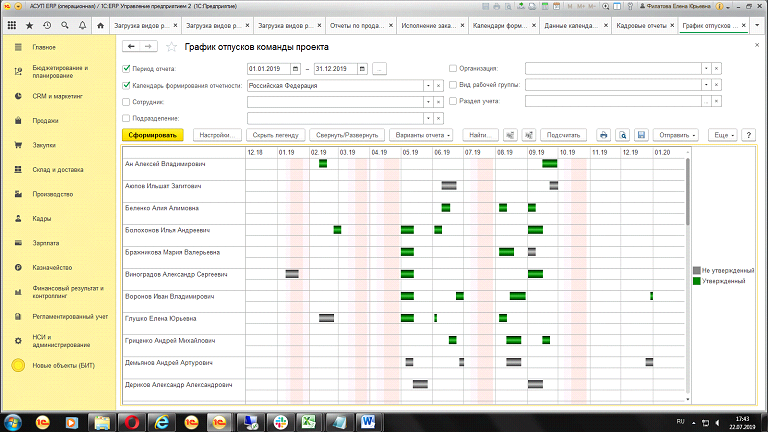 АСУП ERP (операционная) / 1С:ERP Управление предприятием 2 (1С:Предприятие)
Филатова Елена Юрьевна
Загрузка видов р...
Загрузка видов р...
Загрузка видов р...
Отчеты по прода...
Исполнение зака...
Календари форм...
Данные календа...
Кадровые отчеты
График отпусков ...
Главное
Бюджетирование и
планирование
CRM и маркетинг
Продажи
Закупки
Склад и доставка
Производство
Кадры
Зарплата
Казначейство
Финансовый результат и
контроллинг
Регламентированный учет
НСИ и
администрирование
Новые объекты (БИТ)
График отпусков команды проекта
Период отчета: 01.01.2019 – 31.12.2019 ...
Организация:
Календарь формирования отчетности: Российская Федерация
Вид рабочей группы:
Сотрудник:
Раздел учета:
Подразделение:
Сформировать Настройки... Скрыть легенду Свернуть/Развернуть Варианты отчета Найти... Подсчитать Отправить Еще ?
12.18 01.19 02.19 03.19 04.19 05.19 06.19 07.19 08.19 09.19 10.19 11.19 12.19 01.20
Ан Алексей Владимирович
Аюпов Ильшат Запитович
Беленко Алия Алимовна
Болохонов Илья Андреевич
Бражникова Мария Валерьевна
Виноградов Александр Сергеевич
Воронов Иван Владимирович
Глушко Елена Юрьевна
Гриценко Андрей Михайлович
Демьянов Андрей Артурович
Дериков Александр Александрович
Не утвержденный
Утвержденный
RU
17:43
22.07.2019